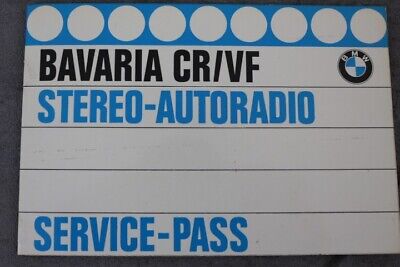 BAVARIA CR/VF
BMW
STEREO-AUTORADIO
SERVICE-PASS